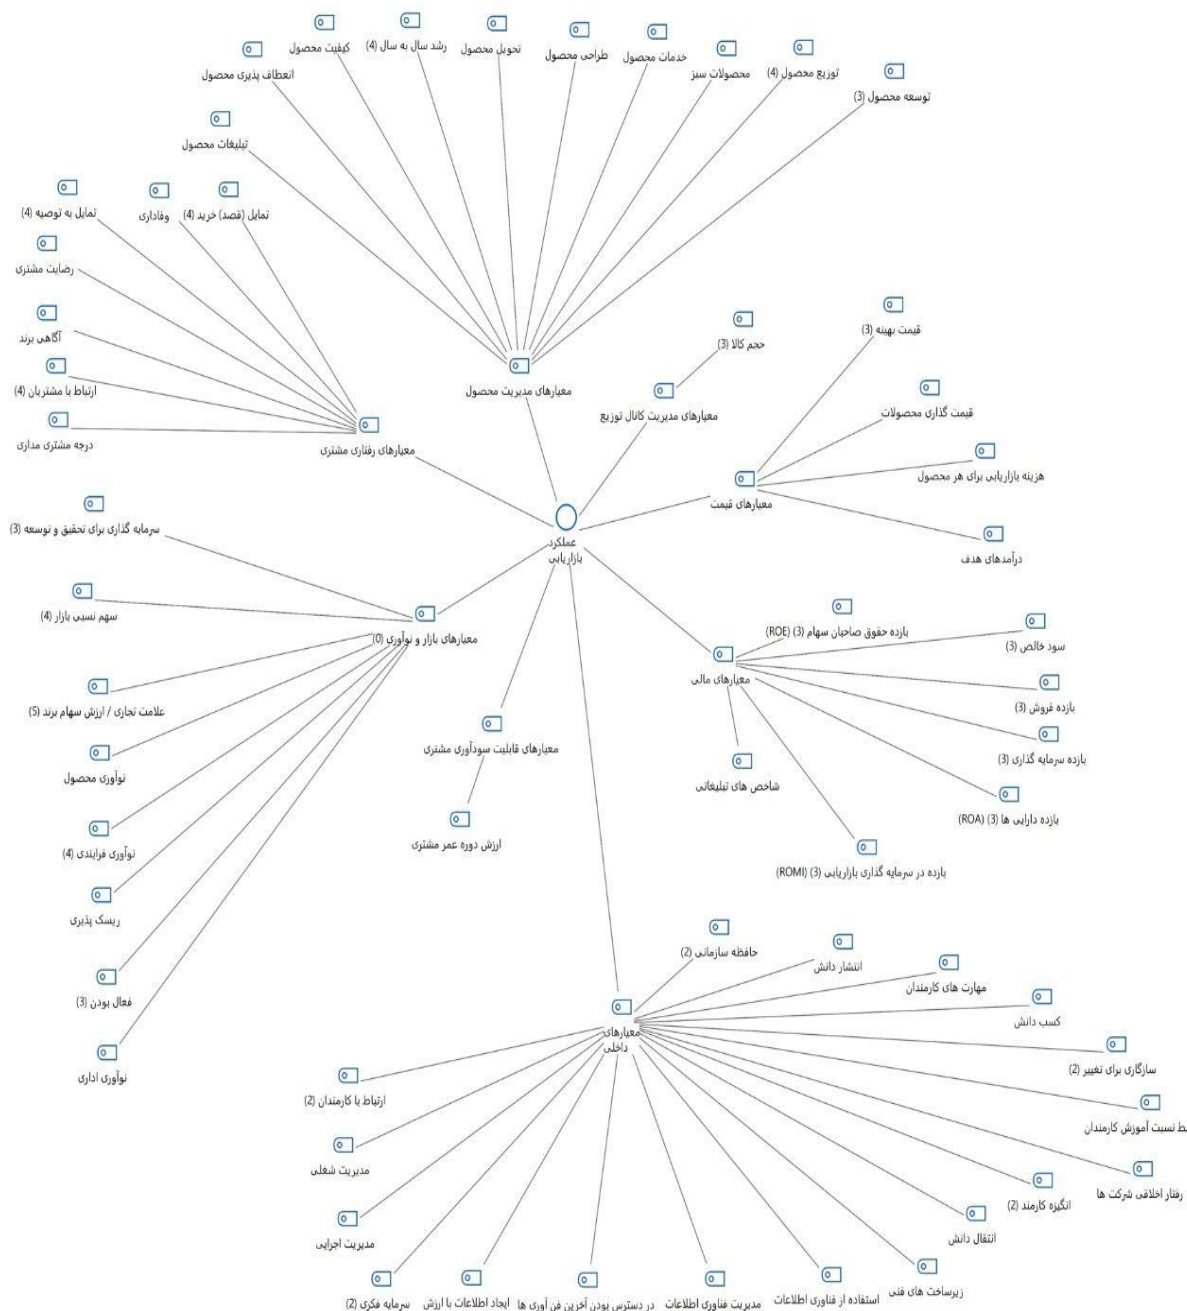 رشد سال به سال (4)
کیفیت محصول
تحویل محصول
طراحی محصول
خدمات محصول
انعطاف پذیری محصول
محصولات سبز
توزیع محصول (4)
توسعه محصول (3)
تبلیغات محصول
تمایل به توصیه (4)
وفاداری
تمایل (قصد) خرید (4)
رضایت مشتری
آگاهی برند
ارتباط با مشتریان (4)
درجه مشتری مداری
معیارهای رفتاری مشتری
معیارهای مدیریت محصول
حجم کالا (3)
معیارهای مدیریت کانال توزیع
قیمت بهینه (3)
قیمت گذاری محصولات
هزینه بازاریابی برای هر محصول
معیارهای قیمت
درآمدهای هدف
عملکرد
بازاریابی
سرمایه گذاری برای تحقیق و توسعه (3)
سهم نسبی بازار (4)
معیارهای بازار و نوآوری (0)
علامت تجازی / ارزش سهام برند (5)
نوآوری محصول
نوآوری فرایندی (4)
ریسک پذیری
فعال بودن (3)
نوآوری اداری
معیارهای قابلیت سودآوری مشتری
ارزش دوره عمر مشتری
بازده حقوق صاحبان سهام (3) (ROE)
سود خالص (3)
معیارهای مالی
بازده فروش (3)
بازده سرمایه گذاری (3)
شاخص های تبلیغاتی
بازده دارایی ها (3) (ROA)
بازده در سرمایه گذاری بازاریابی (3) (ROMI)
حافظه سازمانی (2)
انتشار دانش
مهارت های کارمندان
کسب دانش
معیارهای
داخلی
سازگاری برای تغییر (2)
نسبت آموزش کارمندان
رفتار اخلاقی شرکت ها
انگیزه کارمند (2)
انتقال دانش
زیرساخت های فنی
استفاده از فناوری اطلاعات
مدیریت فناوری اطلاعات
در دسترس بودن آخرین فن آوری ها
ایجاد اطلاعات با ارزش
سرمایه فکری (2)
مدیریت اجرایی
مدیریت شغلی
ارتباط با کارمندان (2)